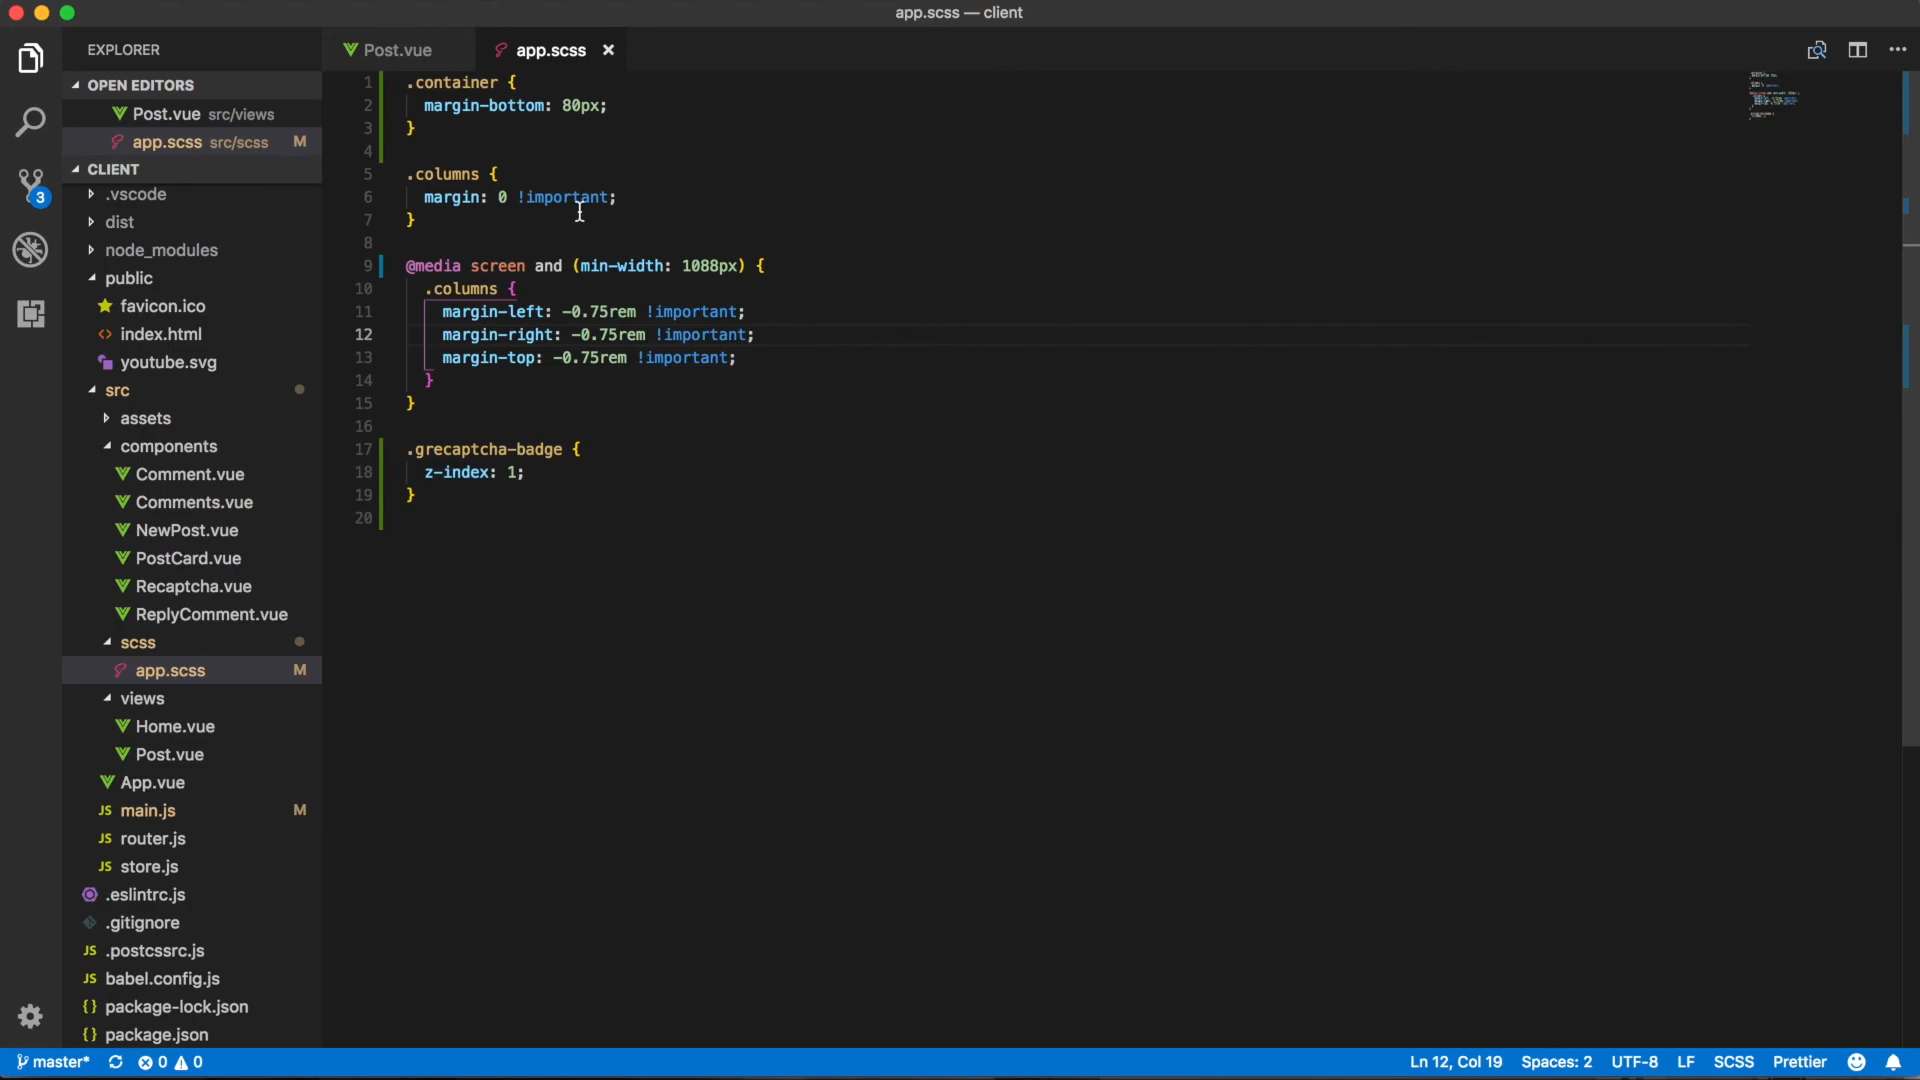 app.scss — client
EXPLORER
Post.vue
app.scss
OPEN EDITORS
Post.vue src/views
app.scss src/scss M
CLIENT
.vscode
dist
node_modules
public
favicon.ico
index.html
youtube.svg
src
assets
components
Comment.vue
Comments.vue
NewPost.vue
PostCard.vue
Recaptcha.vue
ReplyComment.vue
scss
app.scss M
views
Home.vue
Post.vue
App.vue
JS main.js M
JS router.js
JS store.js
.eslintrc.js
.gitignore
JS .postcssrc.js
JS babel.config.js
{} package-lock.json
{} package.json
3
1 .container {
2 margin-bottom: 80px;
3 }
4
5 .columns {
6 margin: 0 !important;
7 }
8
9 @media screen and (min-width: 1088px) {
10 .columns {
11 margin-left: -0.75rem !important;
12 margin-right: -0.75rem !important;
13 margin-top: -0.75rem !important;
14 }
15 }
16
17 .grecaptcha-badge {
18 z-index: 1;
19 }
20
master* 0 0 Ln 12, Col 19 Spaces: 2 UTF-8 LF SCSS Prettier